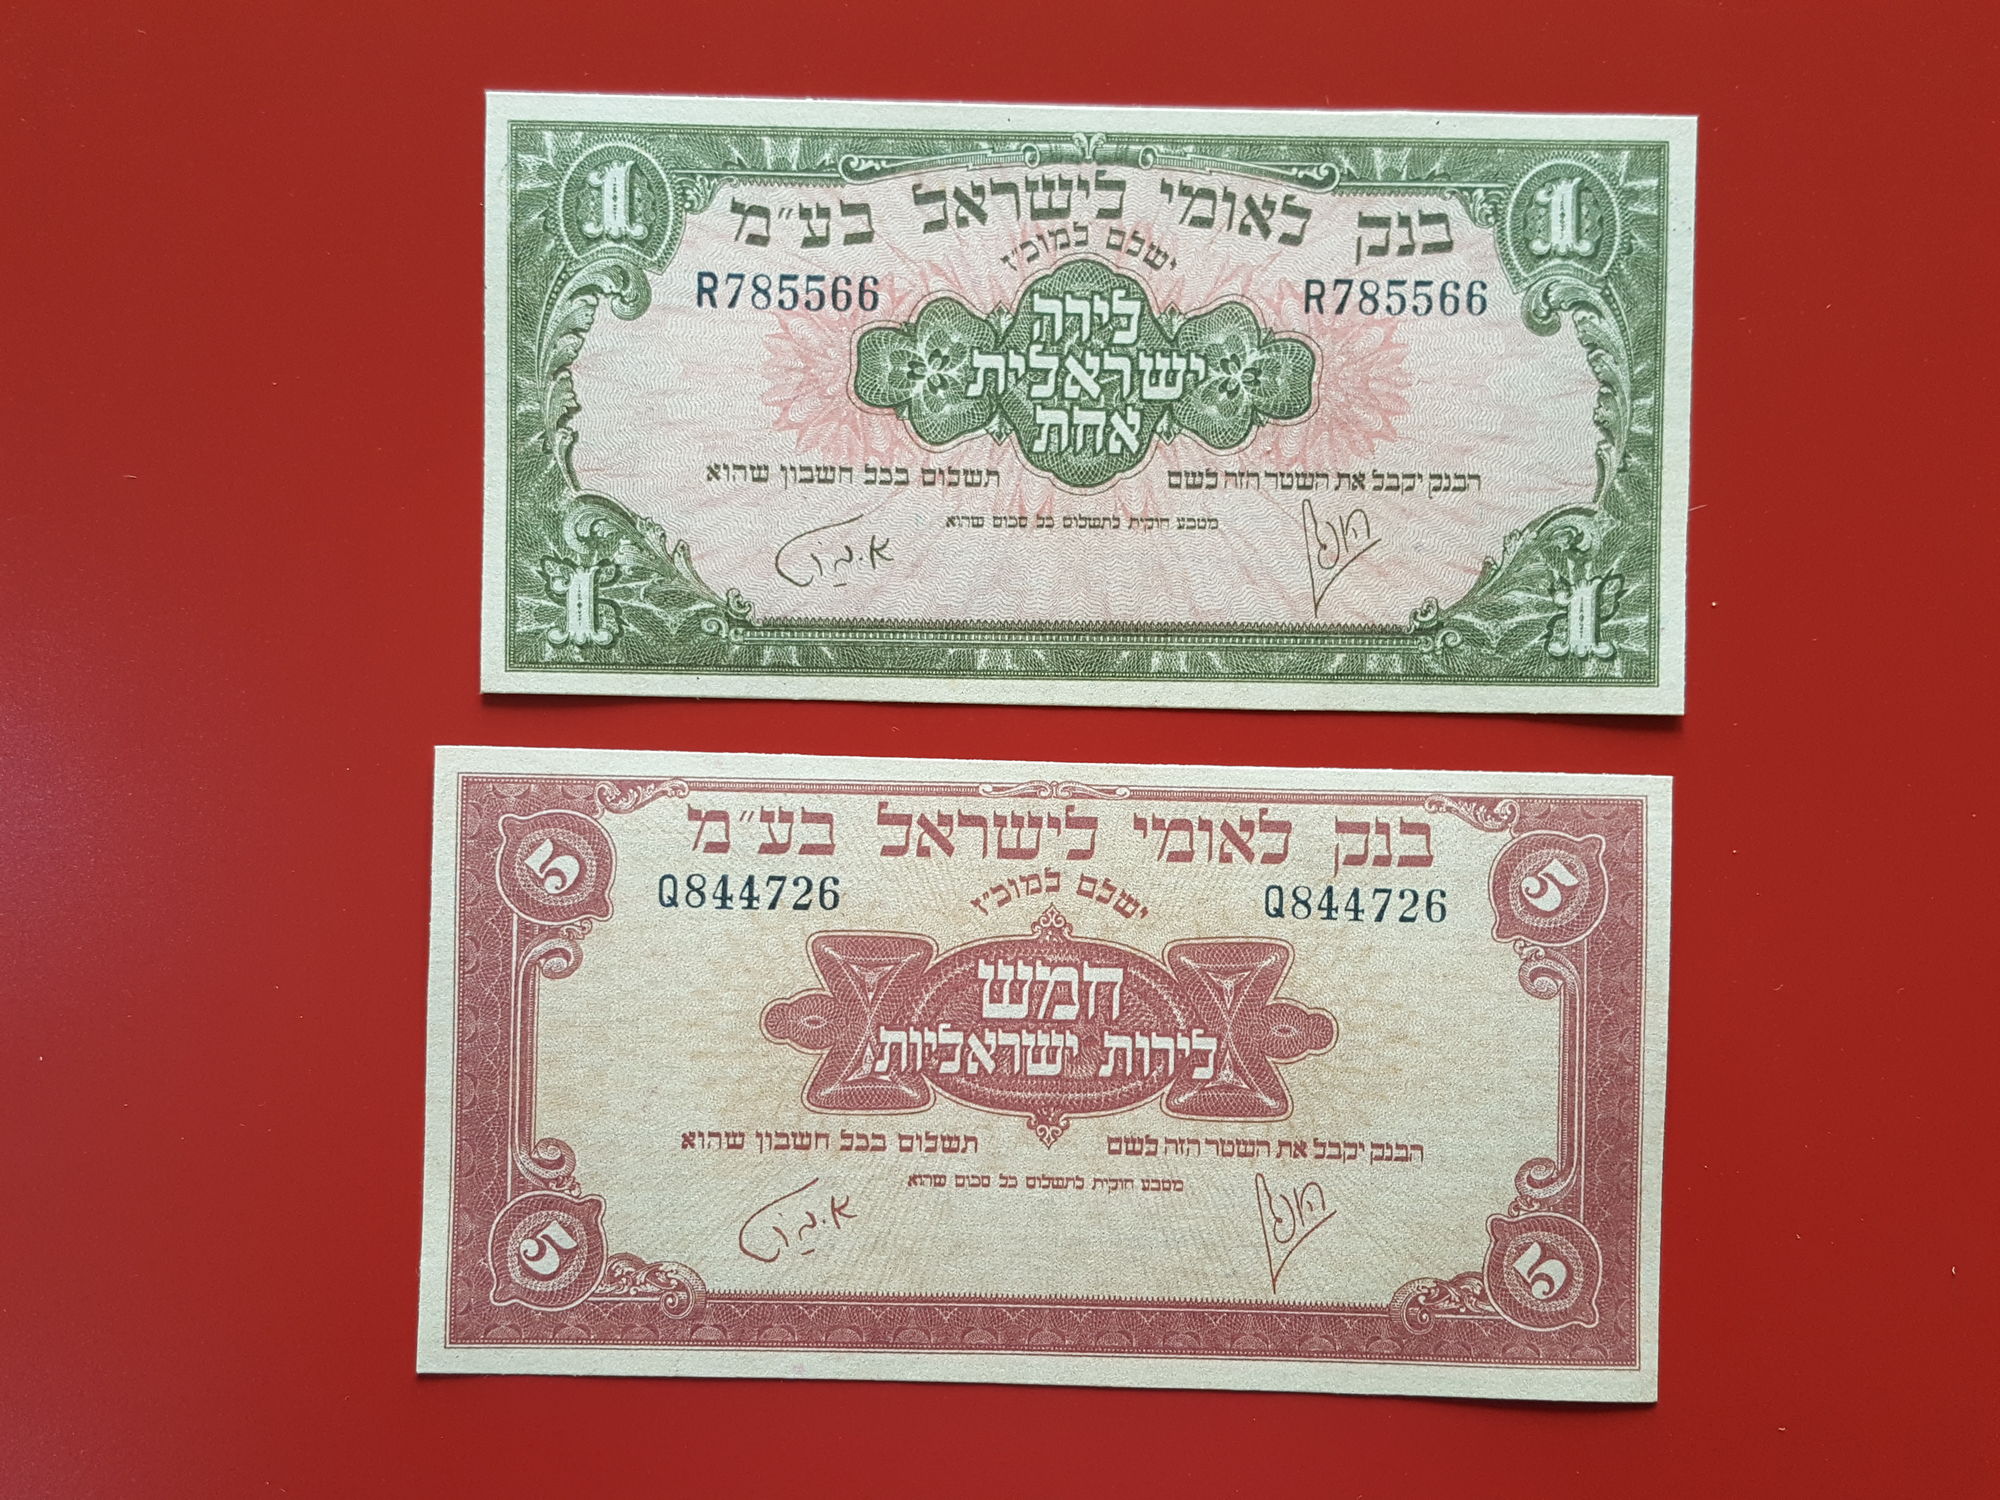 1 1
בנק לאומי לישראל בע״מ
ישלם למוכ״ז
R785566 R785566
לירה
ישראלית
אחת
הבנק יקבל את השטר הזה לשם תשלום בכל חשבון שהוא
מטבע חוקית לתשלום כל סכום שהוא
1 1
5 5
בנק לאומי לישראל בע״מ
ישלם למוכ״ז
Q844726 Q844726
חמש
לירות ישראליות
הבנק יקבל את השטר הזה לשם תשלום בכל חשבון שהוא
מטבע חוקית לתשלום כל סכום שהוא
5 5